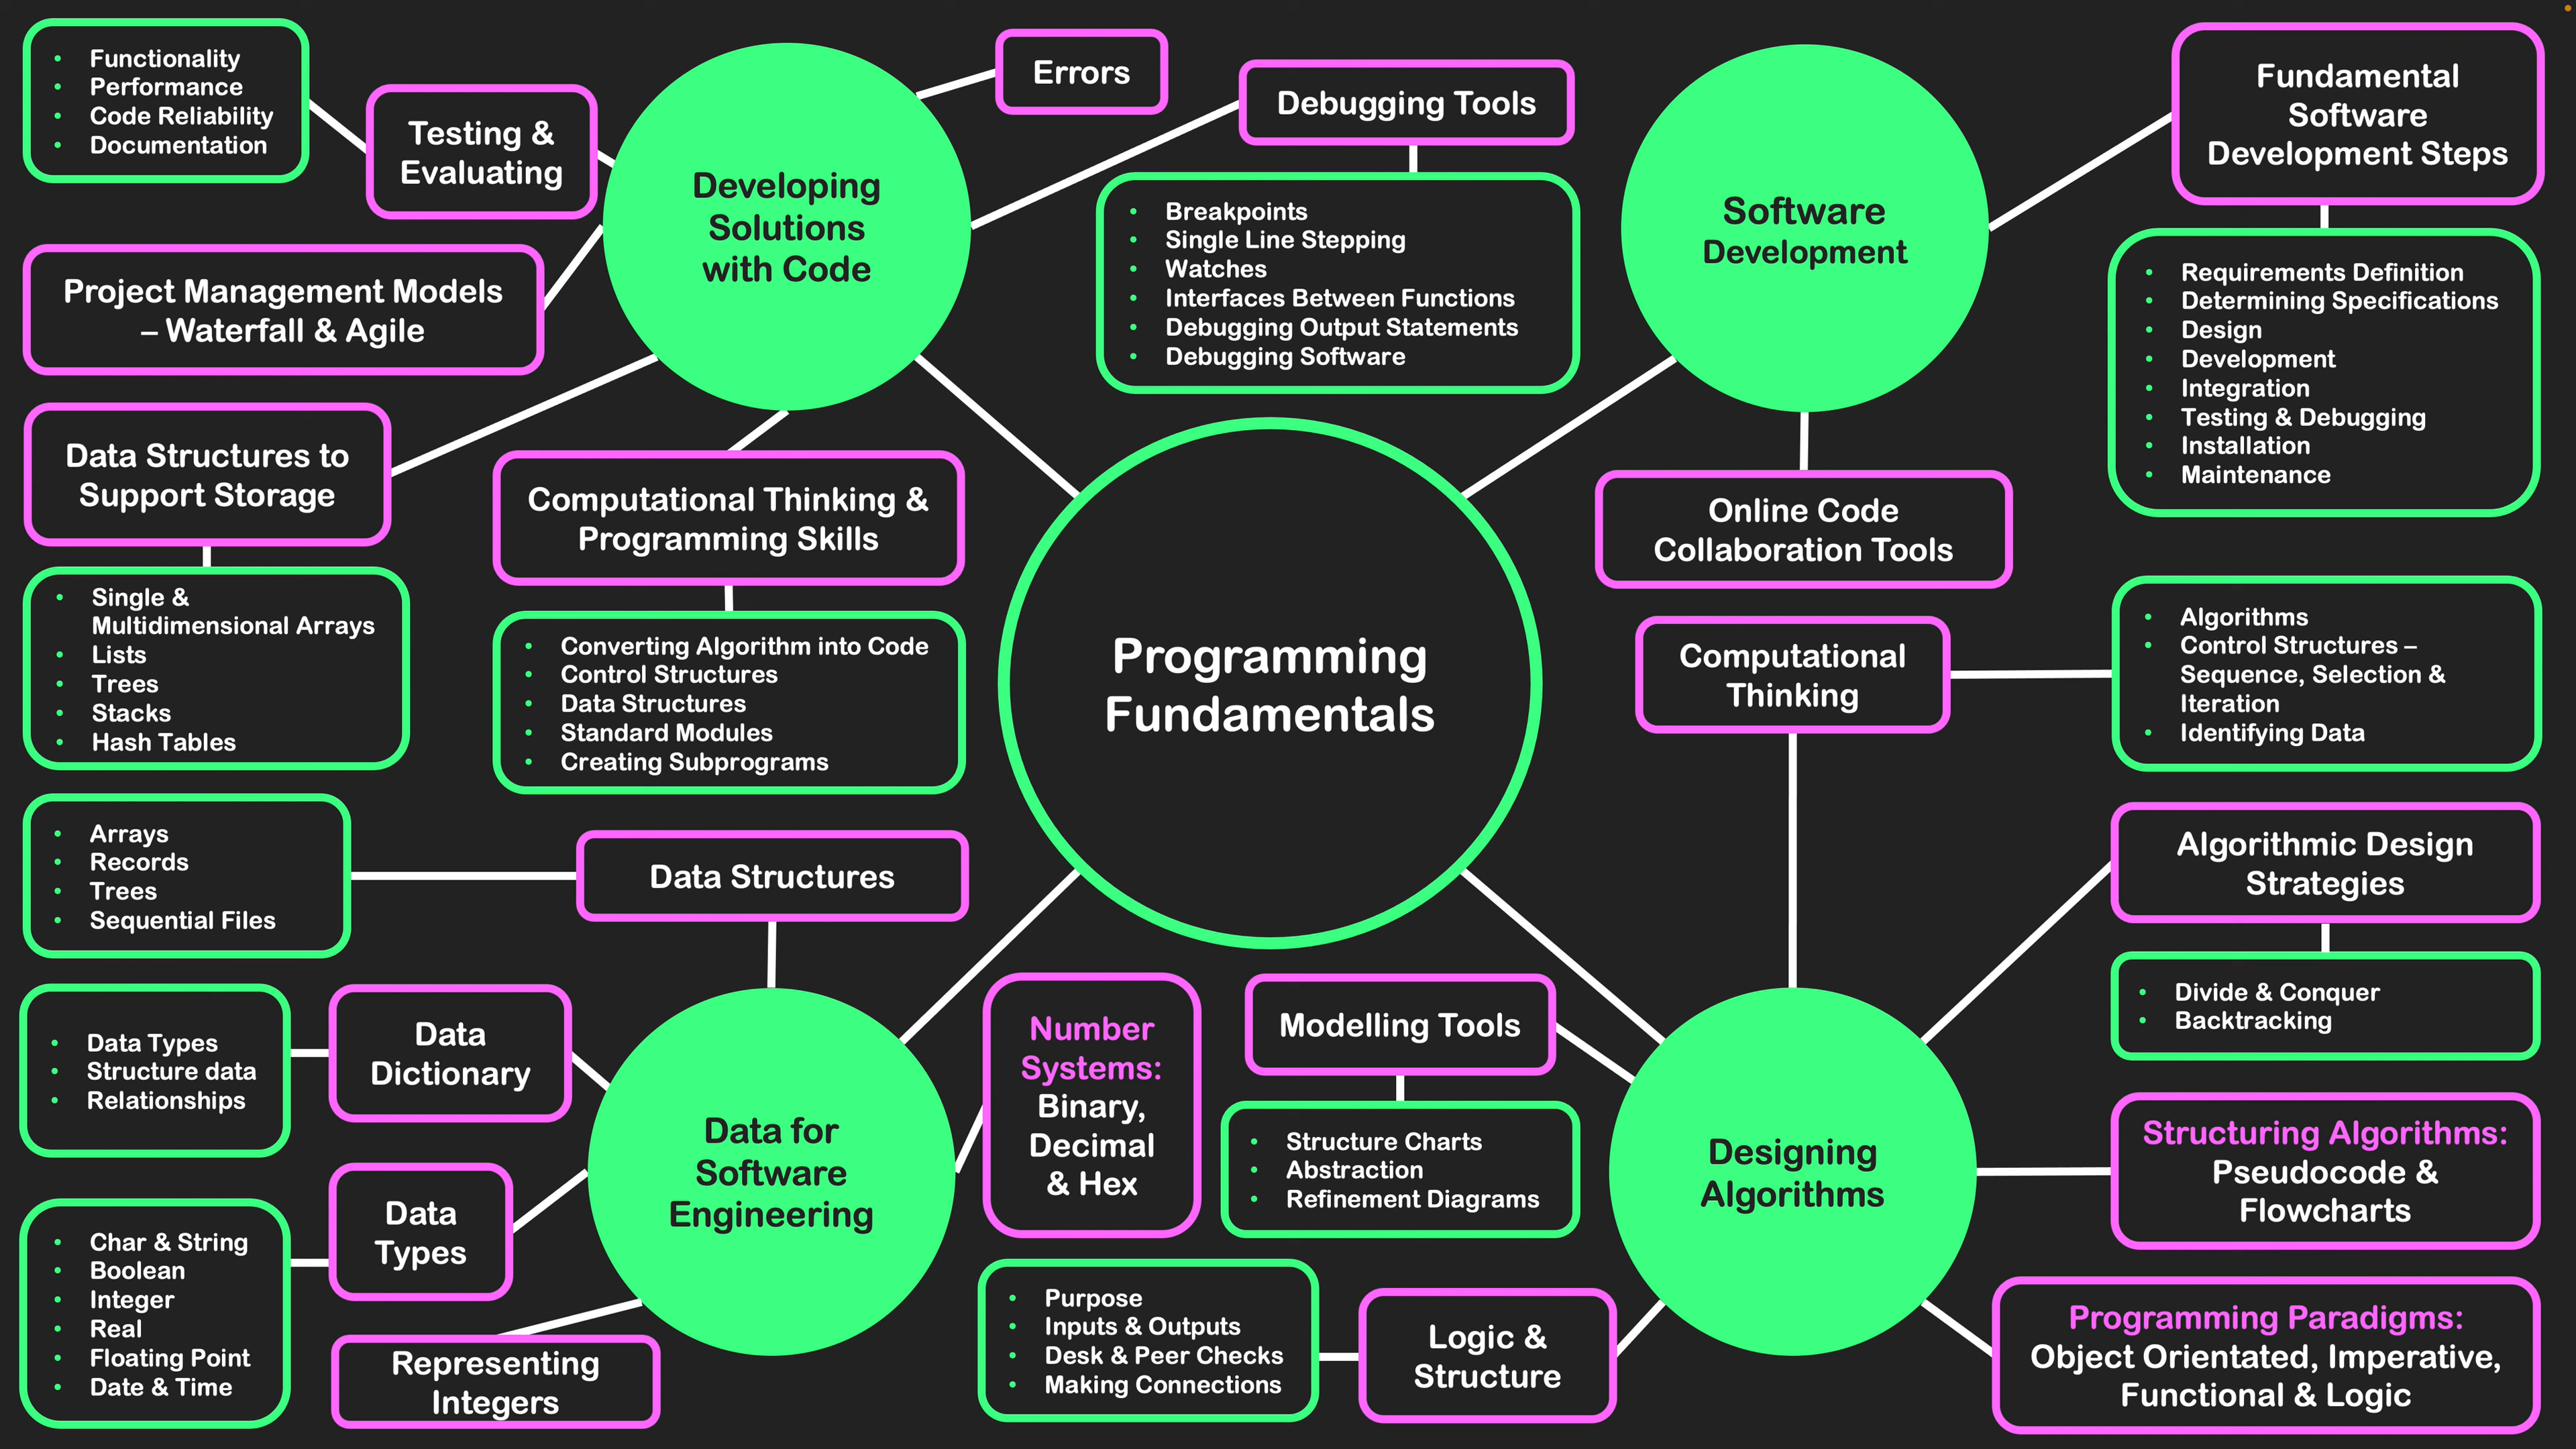 Programming
Fundamentals
Developing
Solutions
with Code
Testing &
Evaluating
• Functionality
• Performance
• Code Reliability
• Documentation
Project Management Models
– Waterfall & Agile
Data Structures to
Support Storage
• Single &
Multidimensional Arrays
• Lists
• Trees
• Stacks
• Hash Tables
Computational Thinking &
Programming Skills
• Converting Algorithm into Code
• Control Structures
• Data Structures
• Standard Modules
• Creating Subprograms
Errors
Debugging Tools
• Breakpoints
• Single Line Stepping
• Watches
• Interfaces Between Functions
• Debugging Output Statements
• Debugging Software
Software
Development
Fundamental
Software
Development Steps
• Requirements Definition
• Determining Specifications
• Design
• Development
• Integration
• Testing & Debugging
• Installation
• Maintenance
Online Code
Collaboration Tools
Data for
Software
Engineering
Data Structures
• Arrays
• Records
• Trees
• Sequential Files
Data
Dictionary
• Data Types
• Structure data
• Relationships
Data
Types
• Char & String
• Boolean
• Integer
• Real
• Floating Point
• Date & Time
Representing
Integers
Number
Systems:
Binary,
Decimal
& Hex
Designing
Algorithms
Computational
Thinking
• Algorithms
• Control Structures –
Sequence, Selection &
Iteration
• Identifying Data
Algorithmic Design
Strategies
• Divide & Conquer
• Backtracking
Modelling Tools
• Structure Charts
• Abstraction
• Refinement Diagrams
Structuring Algorithms:
Pseudocode &
Flowcharts
Logic &
Structure
• Purpose
• Inputs & Outputs
• Desk & Peer Checks
• Making Connections
Programming Paradigms:
Object Orientated, Imperative,
Functional & Logic